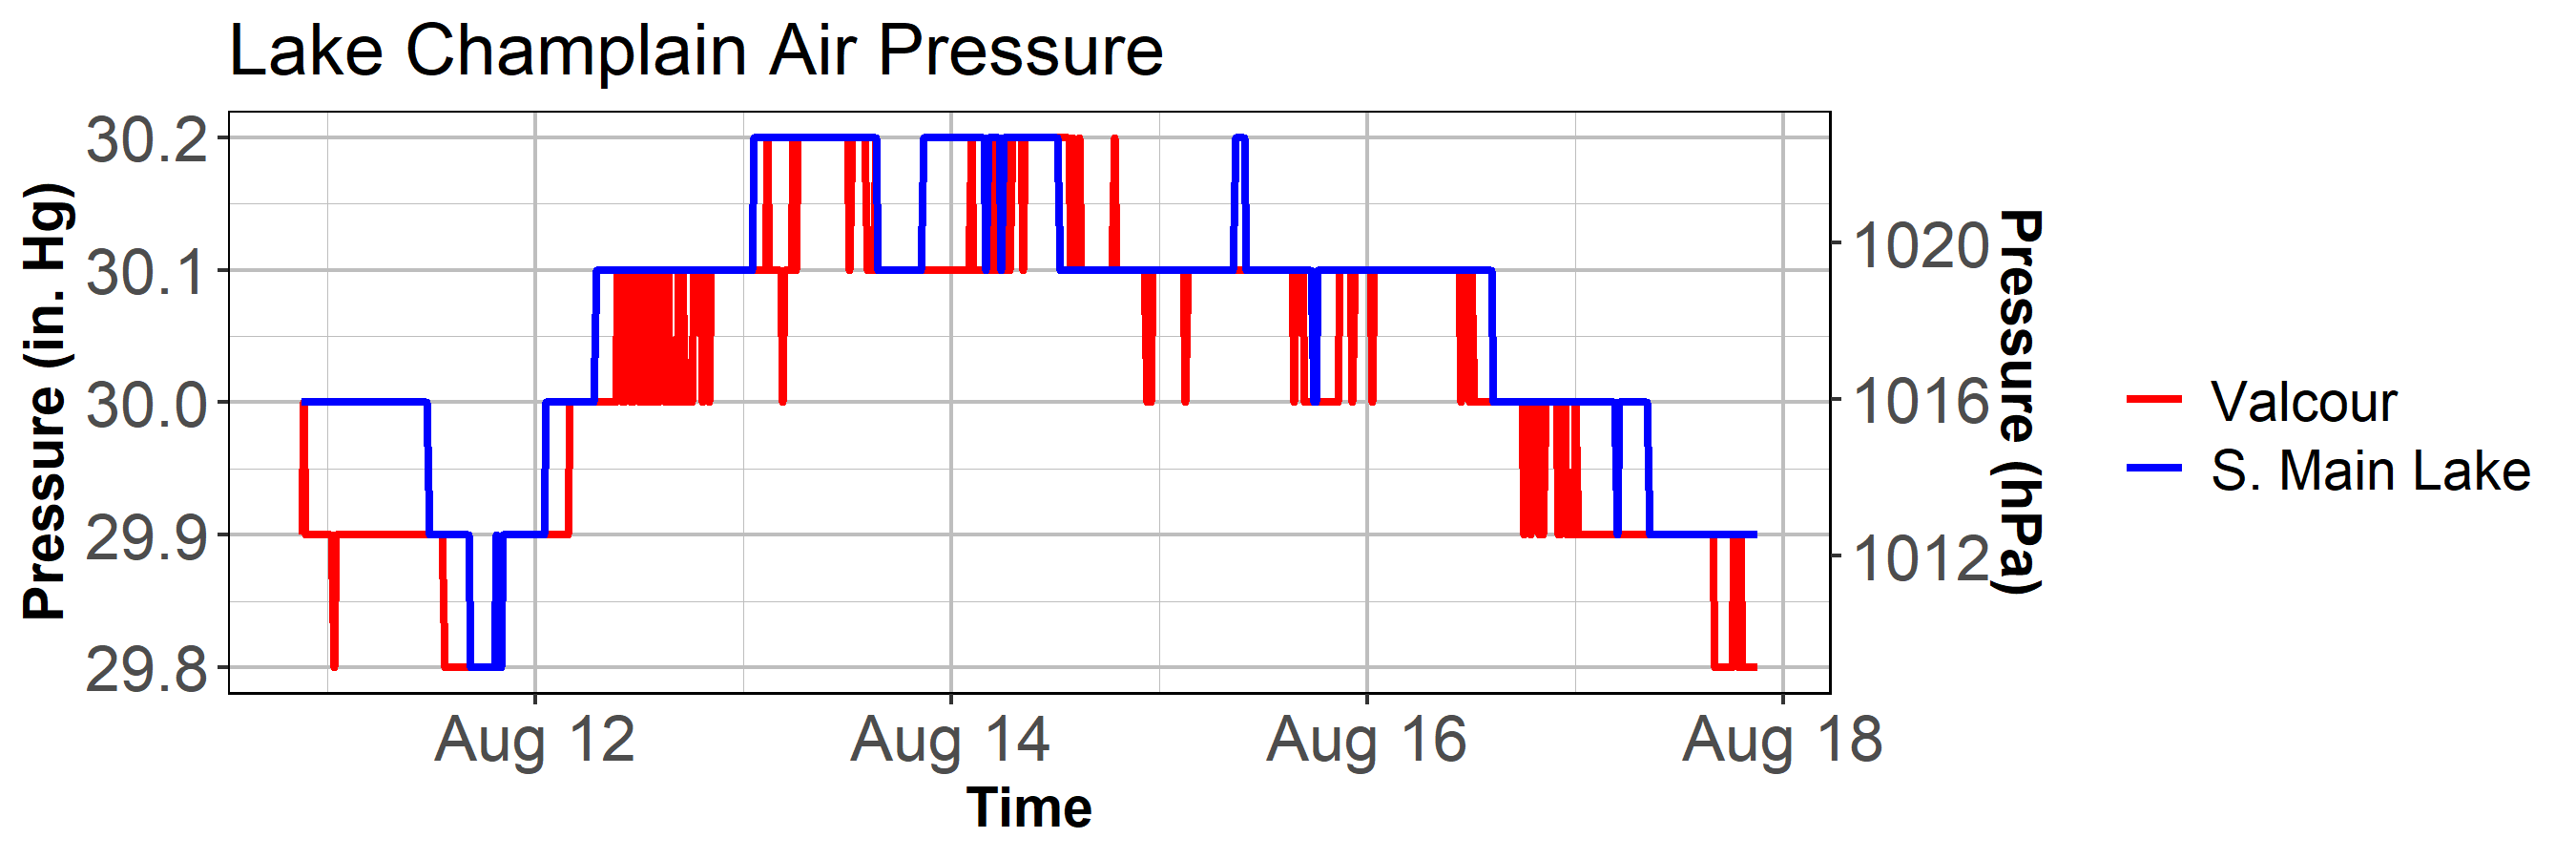 Lake Champlain Air Pressure
Pressure (in. Hg)
30.2
30.1
30.0
29.9
29.8
Aug 12
Aug 14
Aug 16
Aug 18
Time
1020
1016
1012
Pressure (hPa)
Valcour
S. Main Lake